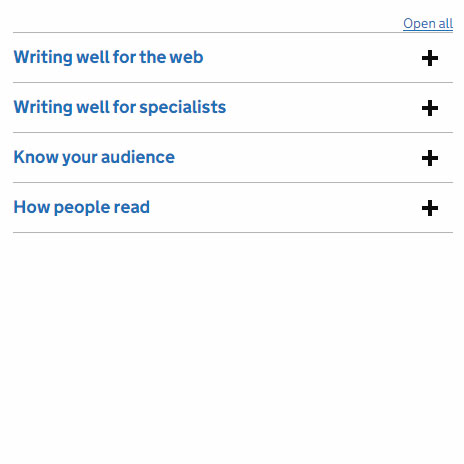 Open all
Writing well for the web
Writing well for specialists
Know your audience
How people read